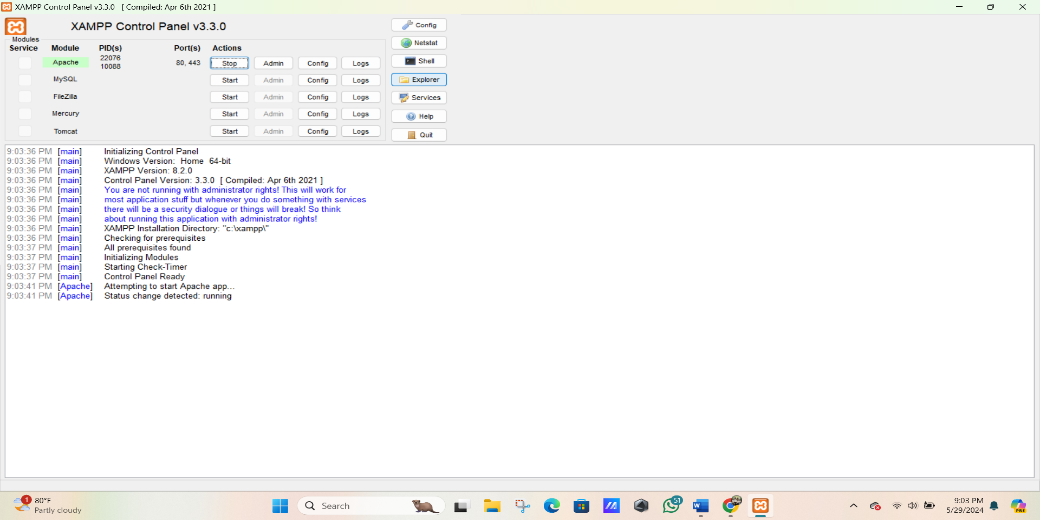 XAMPP Control Panel v3.3.0 [ Compiled: Apr 6th 2021 ]
XAMPP Control Panel v3.3.0
Modules
Service Module PID(s) Port(s) Actions
Apache 22076 10088 80, 443 Stop Admin Config Logs
MySQL Start Admin Config Logs
FileZilla Start Admin Config Logs
Mercury Start Admin Config Logs
Tomcat Start Admin Config Logs
Config
Netstat
Shell
Explorer
Services
Help
Quit
9:03:36 PM [main] Initializing Control Panel
9:03:36 PM [main] Windows Version: Home 64-bit
9:03:36 PM [main] XAMPP Version: 8.2.0
9:03:36 PM [main] Control Panel Version: 3.3.0 [ Compiled: Apr 6th 2021 ]
9:03:36 PM [main] You are not running with administrator rights! This will work for
9:03:36 PM [main] most application stuff but whenever you do something with services
9:03:36 PM [main] there will be a security dialogue or things will break! So think
9:03:36 PM [main] about running this application with administrator rights!
9:03:36 PM [main] XAMPP Installation Directory: "c:\xampp\"
9:03:36 PM [main] Checking for prerequisites
9:03:37 PM [main] All prerequisites found
9:03:37 PM [main] Initializing Modules
9:03:37 PM [main] Starting Check-Timer
9:03:37 PM [main] Control Panel Ready
9:03:41 PM [Apache] Attempting to start Apache app...
9:03:41 PM [Apache] Status change detected: running
1
80°F
Partly cloudy
Search
51
9:03 PM
5/29/2024
PRE